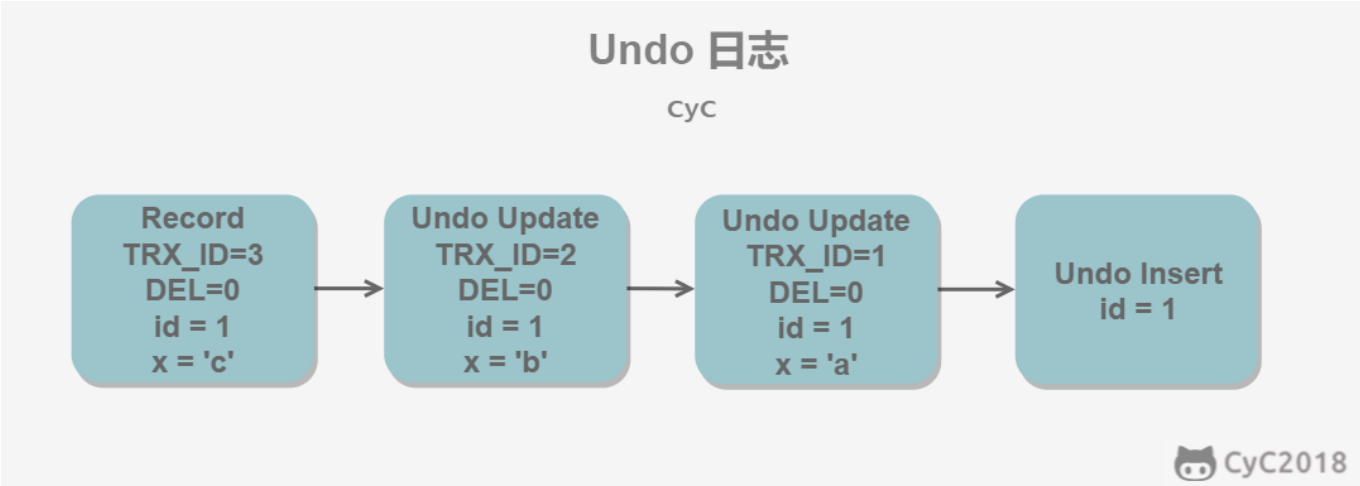 Undo 日志
CyC
Record
TRX_ID=3
DEL=0
id = 1
x = 'c'
Undo Update
TRX_ID=2
DEL=0
id = 1
x = 'b'
Undo Update
TRX_ID=1
DEL=0
id = 1
x = 'a'
Undo Insert
id = 1
CyC2018